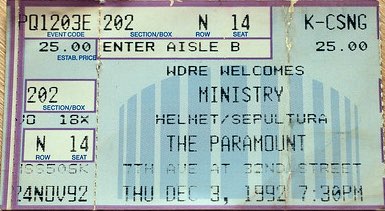 PQ1203E 202 N 14 K-CSNG
EVENT CODE SECTION/BOX ROW SEAT
25.00 ENTER AISLE B 25.00
ESTAB. PRICE
WDRE WELCOMES
202 MINISTRY
SECTION/BOX HELMET/SEPULTURA
18X
N 14 THE PARAMOUNT
ROW SEAT
7TH AVE AT 32ND STREET
24NOV92 THU DEC 3, 1992 7:30PM